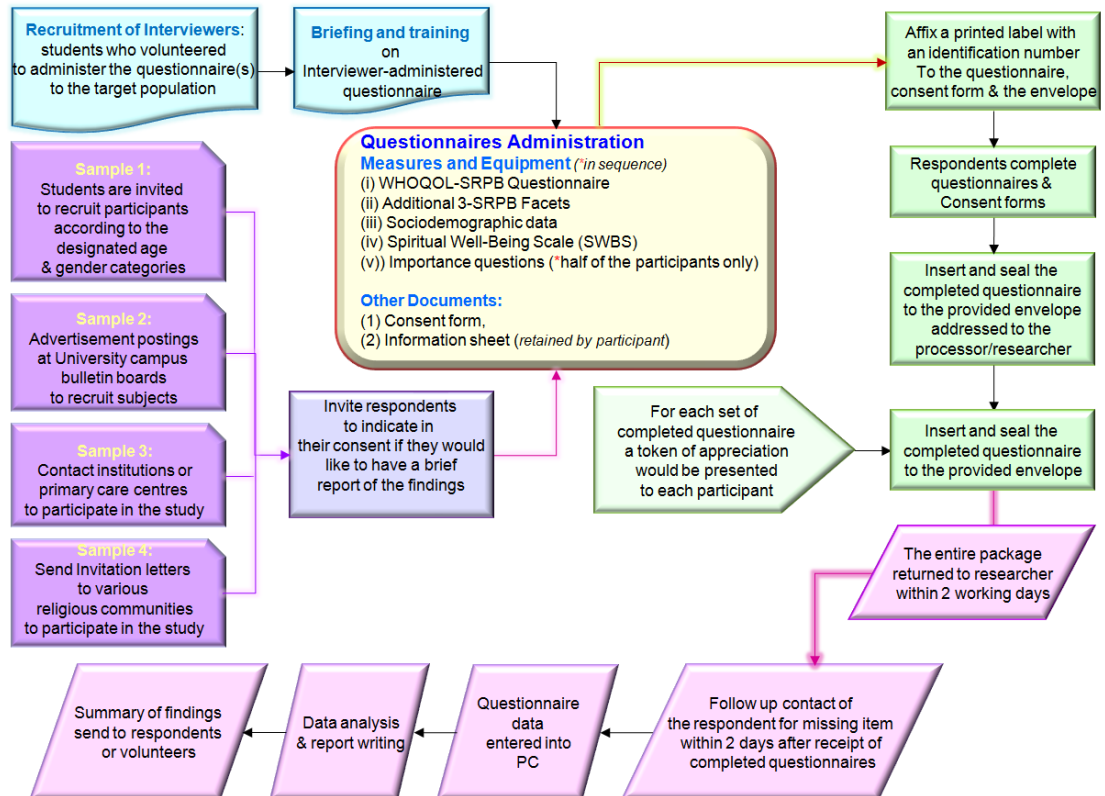 Recruitment of Interviewers:
students who volunteered
to administer the questionnaire(s)
to the target population
Briefing and training
on
Interviewer-administered
questionnaire
Sample 1:
Students are invited
to recruit participants
according to the
designated age
& gender categories
Sample 2:
Advertisement postings
at University campus
bulletin boards
to recruit subjects
Sample 3:
Contact institutions or
primary care centres
to participate in the study
Sample 4:
Send Invitation letters
to various
religious communities
to participate in the study
Invite respondents
to indicate in
their consent if they would
like to have a brief
report of the findings
Questionnaires Administration
Measures and Equipment (*in sequence)
(i) WHOQOL-SRPB Questionnaire
(ii) Additional 3-SRPB Facets
(iii) Sociodemographic data
(iv) Spiritual Well-Being Scale (SWBS)
(v)) Importance questions (*half of the participants only)
Other Documents:
(1) Consent form,
(2) Information sheet (retained by participant)
Affix a printed label with
an identification number
To the questionnaire,
consent form & the envelope
Respondents complete
questionnaires &
Consent forms
Insert and seal the
completed questionnaire
to the provided envelope
addressed to the
processor/researcher
For each set of
completed questionnaire
a token of appreciation
would be presented
to each participant
Insert and seal the
completed questionnaire
to the provided envelope
The entire package
returned to researcher
within 2 working days
Follow up contact of
the respondent for missing item
within 2 days after receipt of
completed questionnaires
Questionnaire
data
entered into
PC
Data analysis
& report writing
Summary of findings
send to respondents
or volunteers